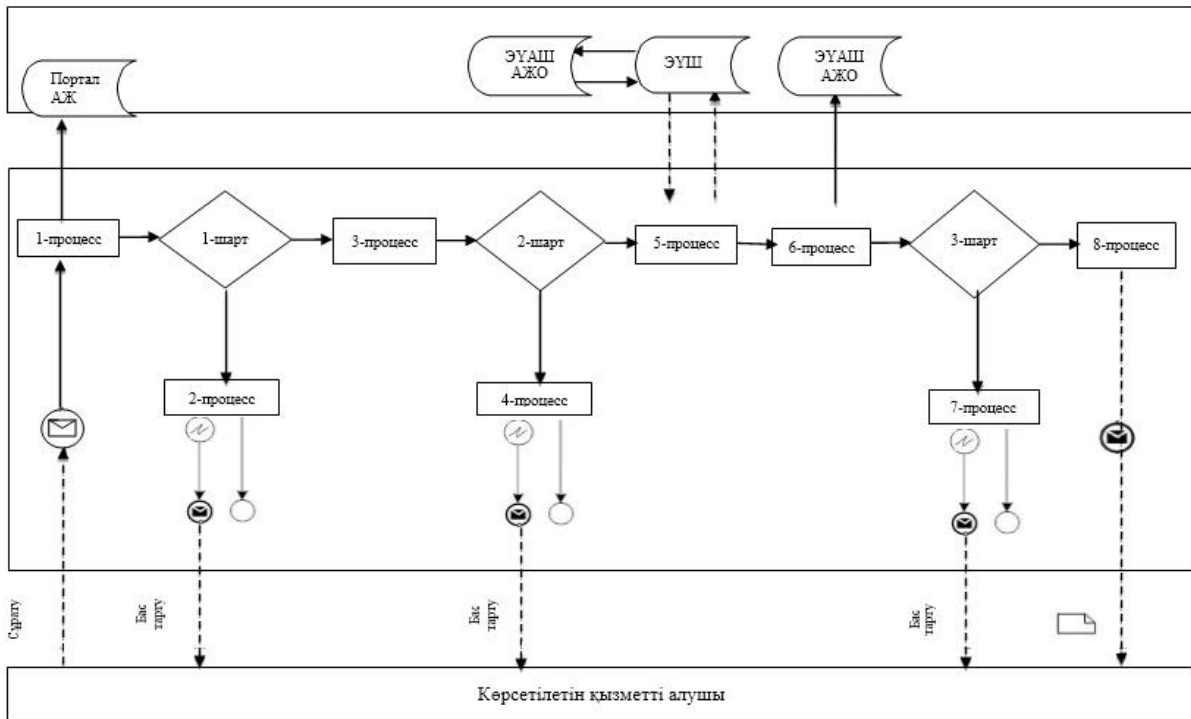 ЭҮАШ
АЖО
ЭҮШ
ЭҮАШ
АЖО
Портал
АЖ
1-процесс
1-шарт
3-процесс
2-шарт
5-процесс
6-процесс
3-шарт
8-процесс
2-процесс
4-процесс
7-процесс
Сұрату
Бас
тарту
Бас
тарту
Бас
тарту
Көрсетілетін қызметті алушы